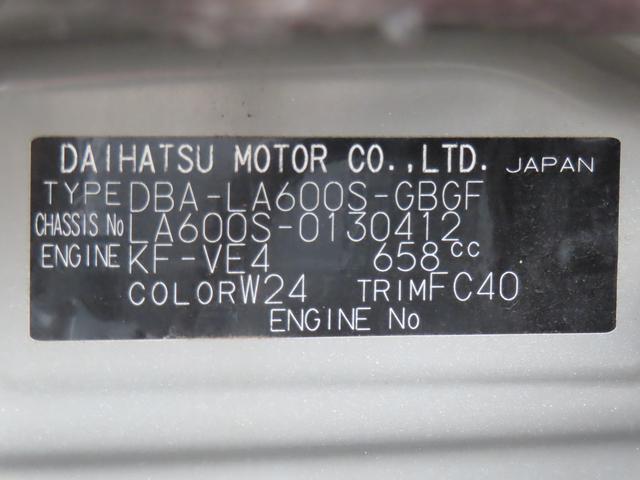 DAIHATSU MOTOR CO.,LTD. JAPAN
TYPE DBA-LA600S-GBGF
CHASSIS No LA600S-0130412
ENGINE KF-VE4 658cc
COLOR W24 TRIM FC40
ENGINE No